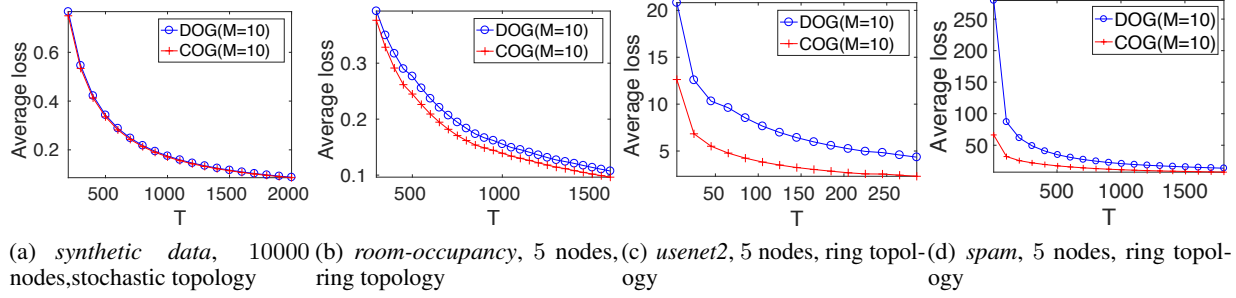 0.6
0.4
0.2
Average loss
DOG(M=10)
COG(M=10)
500 1000 1500 2000
T
0.3
0.2
0.1
Average loss
DOG(M=10)
COG(M=10)
500 1000 1500
T
20
15
10
5
Average loss
DOG(M=10)
COG(M=10)
50 100 150 200 250
T
250
200
150
100
50
Average loss
DOG(M=10)
COG(M=10)
500 1000 1500
T
(a) synthetic data, 10000
nodes,stochastic topology
(b) room-occupancy, 5 nodes,
ring topology
(c) usenet2, 5 nodes, ring topol-
ogy
(d) spam, 5 nodes, ring topol-
ogy